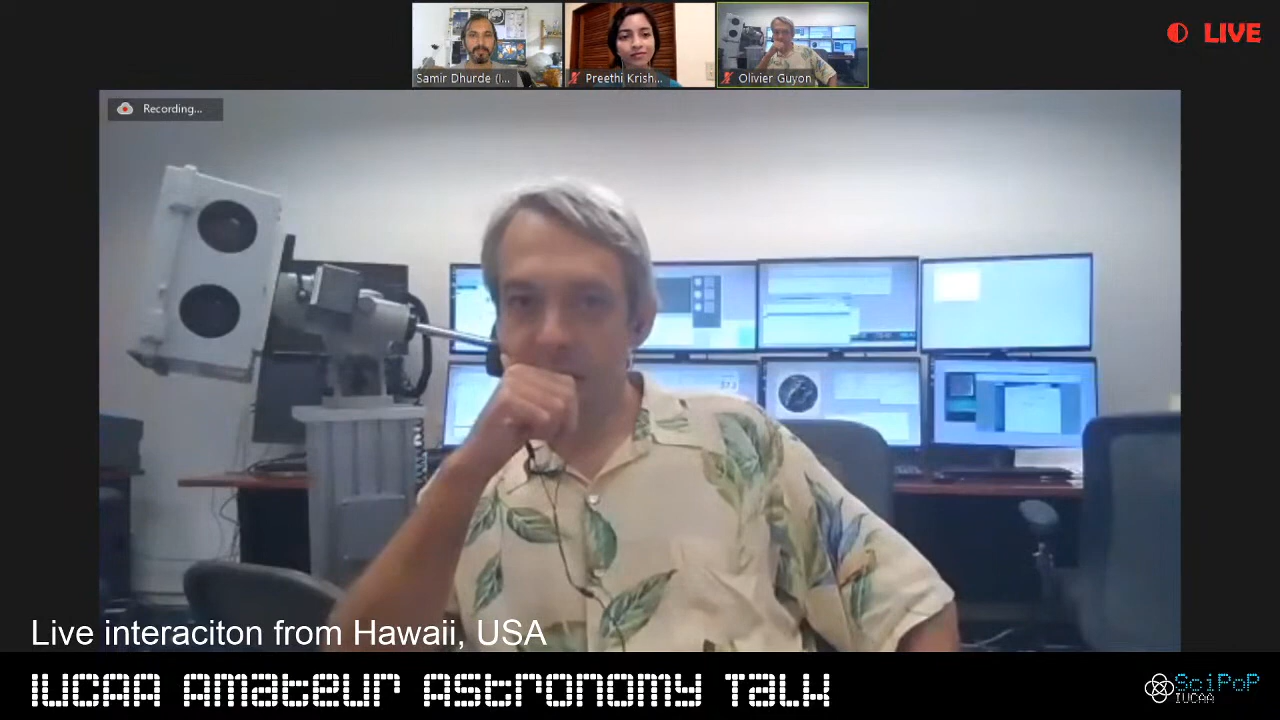 LIVE
Samir Dhurde (I...
Preethi Krish...
Olivier Guyon
Recording...
Live interaciton from Hawaii, USA
IUCAA Amateur Astronomy Talk
SciPoP
IUCAA